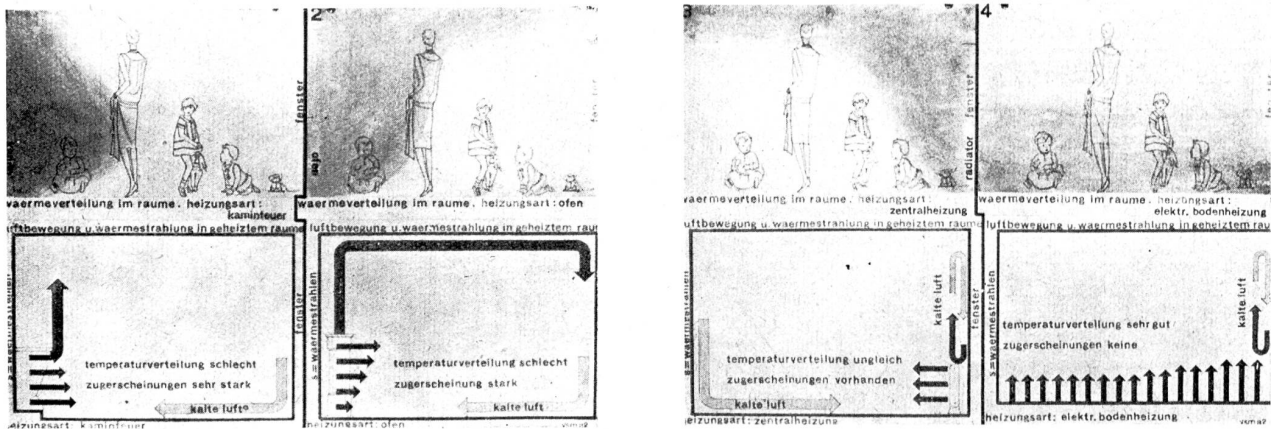 2
fenster
ofen
waermeverteilung im raume. heizungsart:
kaminfeuer
waermeverteilung im raume. heizungsart: ofen
luftbewegung u. waermestrahlung in geheiztem raume
luftbewegung u. waermestrahlung in geheiztem raum
s=waermestrahlen
fenster
s=waermestrahlen
temperaturverteilung schlecht
zugerscheinungen sehr stark
kalte luft
temperaturverteilung schlecht
zugerscheinung stark
kalte luft
heizungsart: kaminfeuer
heizungsart: ofen
3
4
fenster
radiator
waermeverteilung im raume. heizungsart:
zentralheizung
waermeverteilung im raume. heizungsart:
elektr. bodenheizung
luftbewegung u. waermestrahlung in geheiztem raume
luftbewegung u. waermestrahlung in geheiztem rau
kalte luft
fenster
s=waermestrahlen
kalte luft
temperaturverteilung ungleich
zugerscheinungen vorhanden
kalte luft
temperaturverteilung sehr gut
zugerscheinungen keine
heizungsart: zentralheizung
heizungsart: elektr. bodenheizung